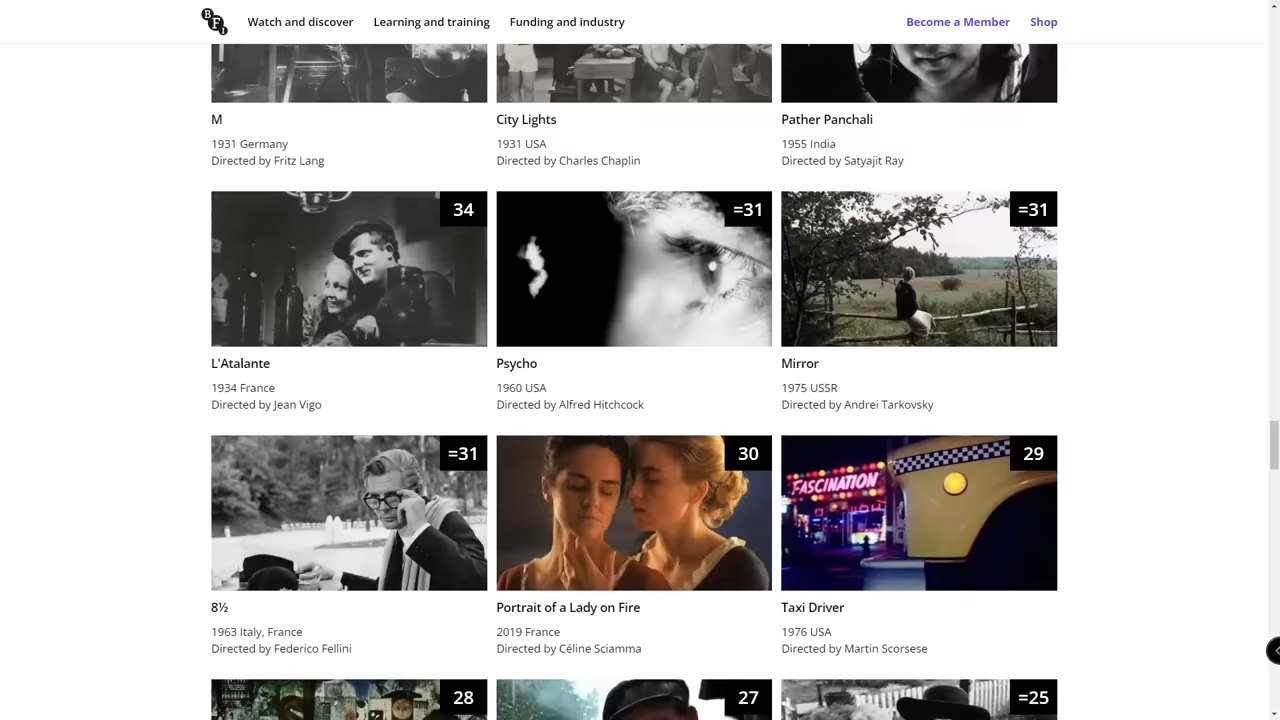 BFI
Watch and discover
Learning and training
Funding and industry
Become a Member
Shop
M
1931 Germany
Directed by Fritz Lang
City Lights
1931 USA
Directed by Charles Chaplin
Pather Panchali
1955 India
Directed by Satyajit Ray
34
L'Atalante
1934 France
Directed by Jean Vigo
=31
Psycho
1960 USA
Directed by Alfred Hitchcock
=31
Mirror
1975 USSR
Directed by Andrei Tarkovsky
=31
8½
1963 Italy, France
Directed by Federico Fellini
30
Portrait of a Lady on Fire
2019 France
Directed by Céline Sciamma
FASCINATION
29
Taxi Driver
1976 USA
Directed by Martin Scorsese
28
27
=25